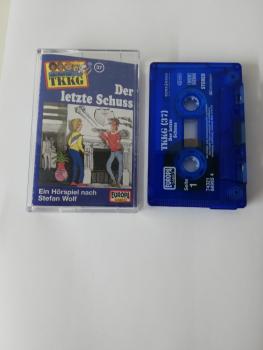 TKKG
37
Der
letzte Schuss
Ein Hörspiel nach
Stefan Wolf
EUROPA
TKKG (37)
Der letzte
Schuss
EUROPA
Seite
1
STEREO